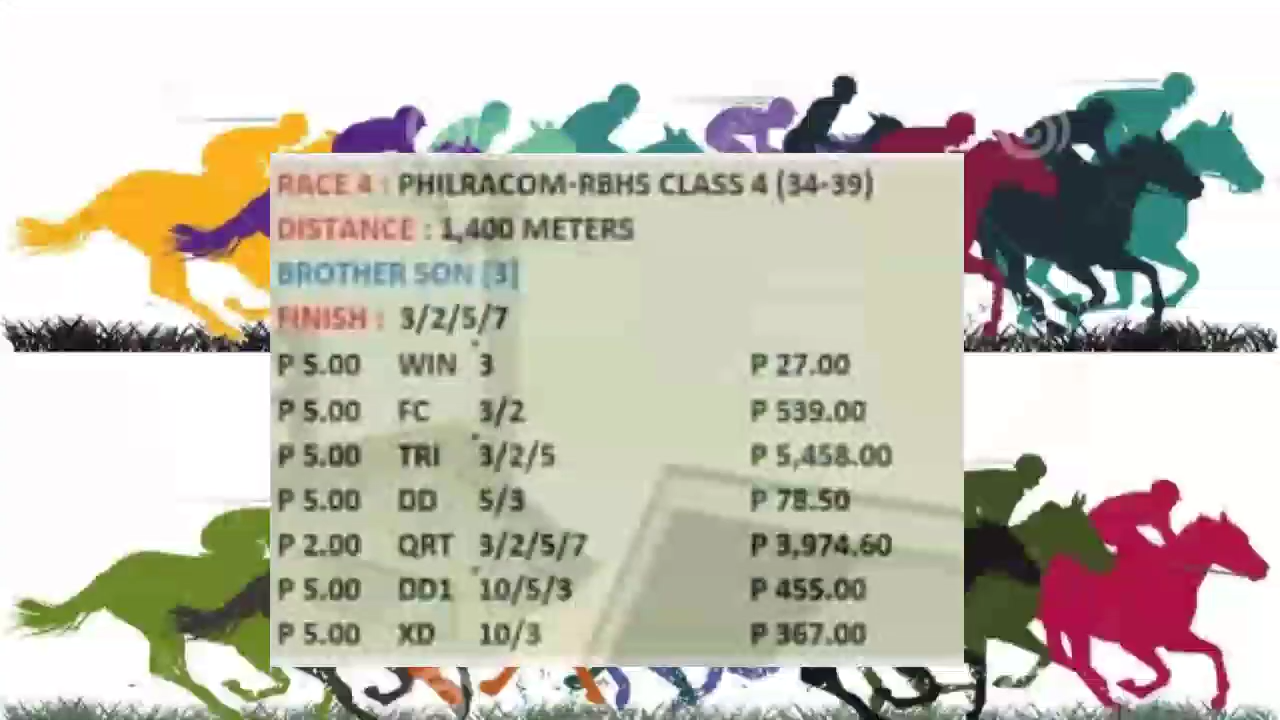 RACE 4 : PHILRACOM-RBHS CLASS 4 (34-39)
DISTANCE : 1,400 METERS
BROTHER SON [3]
FINISH : 3/2/5/7
P 5.00 WIN 3 P 27.00
P 5.00 FC 3/2 P 539.00
P 5.00 TRI 3/2/5 P 5,458.00
P 5.00 DD 5/3 P 78.50
P 2.00 QRT 3/2/5/7 P 3,974.60
P 5.00 DD1 10/5/3 P 455.00
P 5.00 XD 10/3 P 367.00